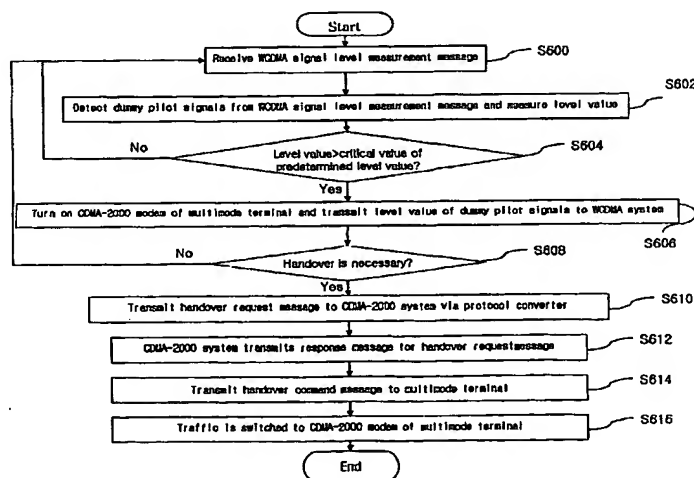 Start
Receive WCDMA signal level measurement message
S600
Detect dummy pilot signals from WCDMA signal level measurement message and measure level value
S602
No
Level value>critical value of
predetermined level value?
S604
Yes
Turn on CDMA-2000 modem of multimode terminal and transmit level value of dummy pilot signals to WCDMA system
S606
No
Handover is necessary?
S608
Yes
Transmit handover request message to CDMA-2000 system via protocol converter
S610
CDMA-2000 system transmits response message for handover requestmessage
S612
Transmit handover command message to multimode terminal
S614
Traffic is switched to CDMA-2000 modem of multimode terminal
S616
End